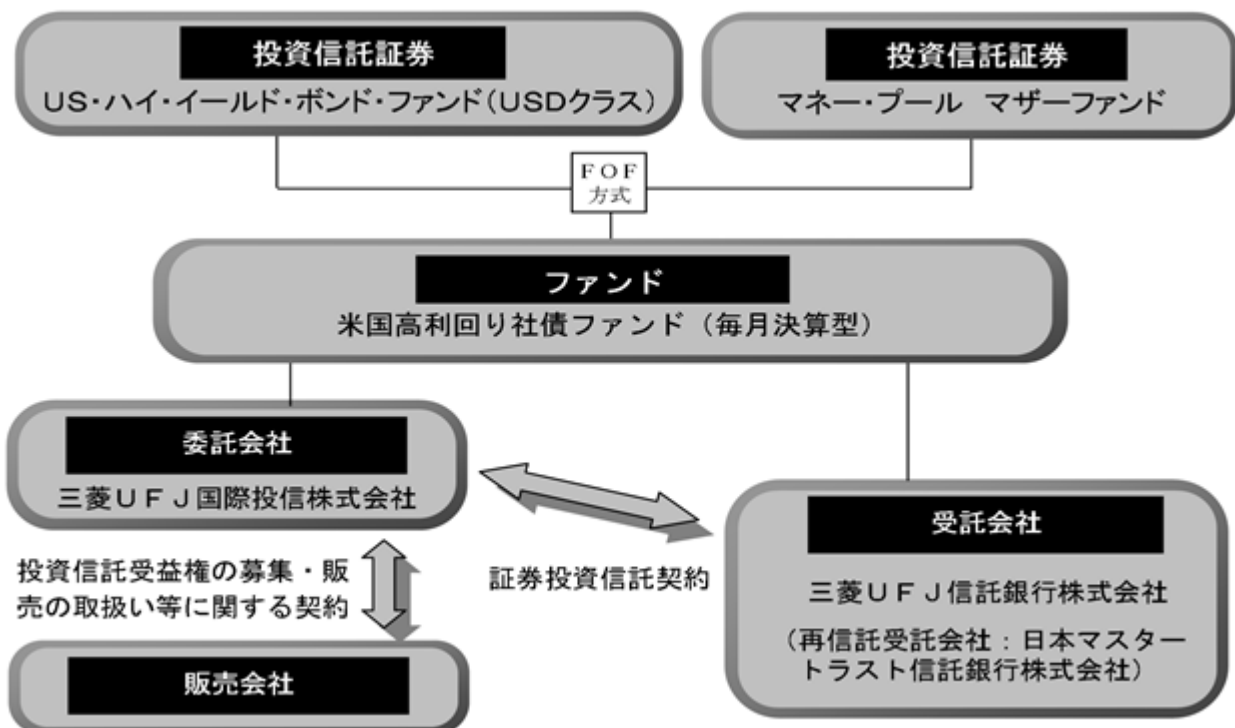 投資信託証券
US・ハイ・イールド・ボンド・ファンド(USDクラス)
投資信託証券
マネー・プール　マザーファンド
ＦＯＦ
方式
ファンド
米国高利回り社債ファンド（毎月決算型）
委託会社
三菱ＵＦＪ国際投信株式会社
投資信託受益権の募集・販
売の取扱い等に関する契約
証券投資信託契約
受託会社
三菱ＵＦＪ信託銀行株式会社
（再信託受託会社：日本マスター
トラスト信託銀行株式会社）
販売会社